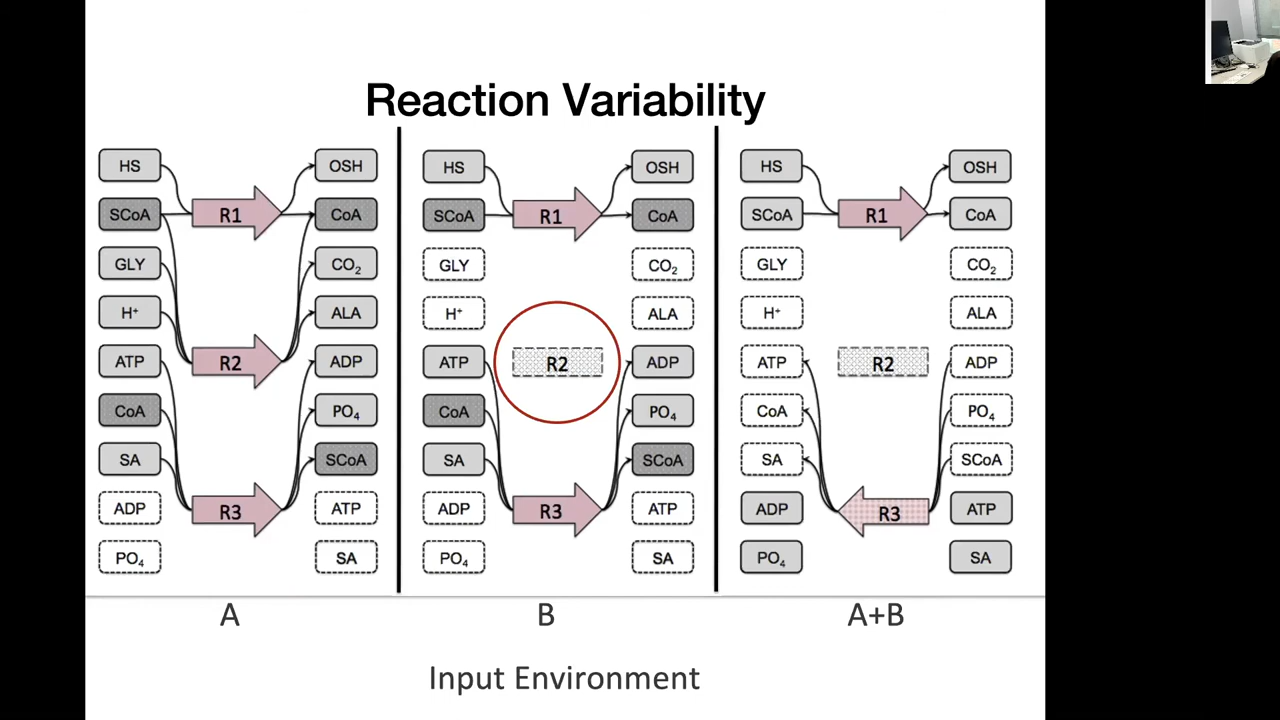 Reaction Variability
HS OSH HS OSH HS OSH
SCoA R1 CoA SCoA R1 CoA SCoA R1 CoA
GLY CO₂ GLY CO₂ GLY CO₂
H⁺ ALA H⁺ ALA H⁺ ALA
ATP R2 ADP ATP R2 ADP ATP R2 ADP
CoA PO₄ CoA PO₄ CoA PO₄
SA SCoA SA SCoA SA SCoA
ADP R3 ATP ADP R3 ATP ADP R3 ATP
PO₄ SA PO₄ SA PO₄ SA
A B A+B
Input Environment